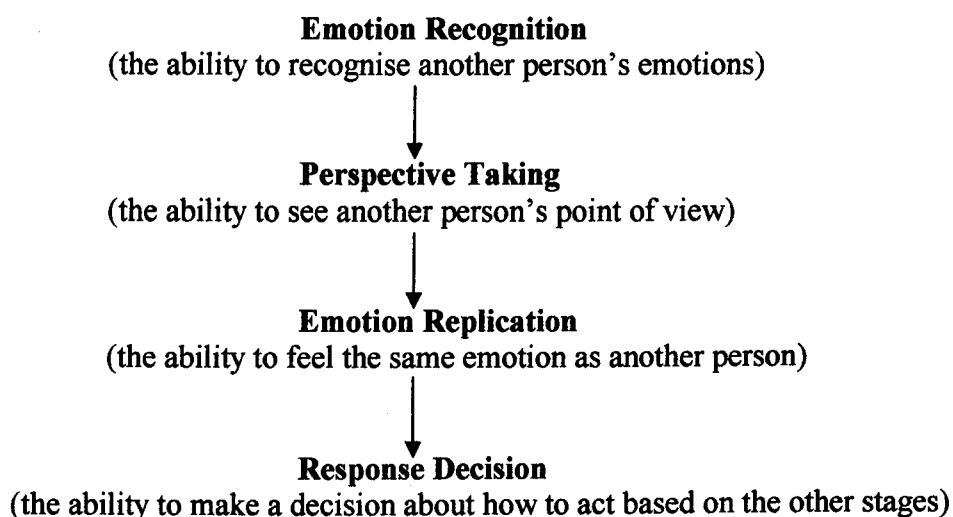 Emotion Recognition
(the ability to recognise another person's emotions)
Perspective Taking
(the ability to see another person's point of view)
Emotion Replication
(the ability to feel the same emotion as another person)
Response Decision
(the ability to make a decision about how to act based on the other stages)